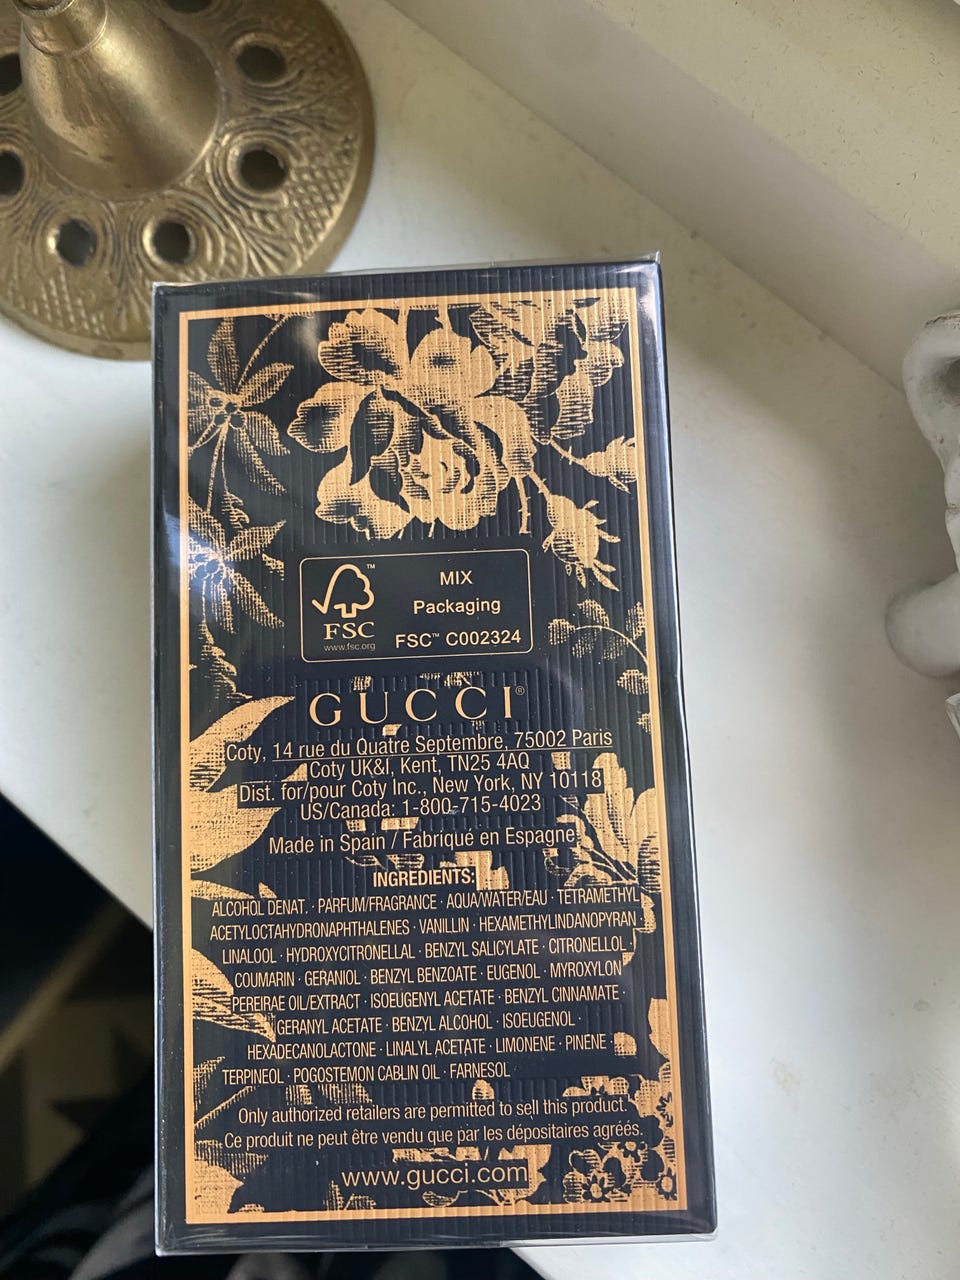 FSC™
www.fsc.org
MIX
Packaging
FSC™ C002324
GUCCI®
Coty, 14 rue du Quatre Septembre, 75002 Paris
Coty UK&I, Kent, TN25 4AQ
Dist. for/pour Coty Inc., New York, NY 10118
US/Canada: 1-800-715-4023
Made in Spain / Fabriqué en Espagne
INGREDIENTS:
ALCOHOL DENAT. · PARFUM/FRAGRANCE · AQUA/WATER/EAU · TETRAMETHYL
ACETYLOCTAHYDRONAPHTHALENES · VANILLIN · HEXAMETHYLINDANOPYRAN ·
LINALOOL · HYDROXYCITRONELLAL · BENZYL SALICYLATE · CITRONELLOL ·
COUMARIN · GERANIOL · BENZYL BENZOATE · EUGENOL · MYROXYLON
PEREIRAE OIL/EXTRACT · ISOEUGENYL ACETATE · BENZYL CINNAMATE ·
GERANYL ACETATE · BENZYL ALCOHOL · ISOEUGENOL ·
HEXADECANOLACTONE · LINALYL ACETATE · LIMONENE · PINENE ·
TERPINEOL · POGOSTEMON CABLIN OIL · FARNESOL
Only authorized retailers are permitted to sell this product.
Ce produit ne peut être vendu que par les dépositaires agréés.
www.gucci.com